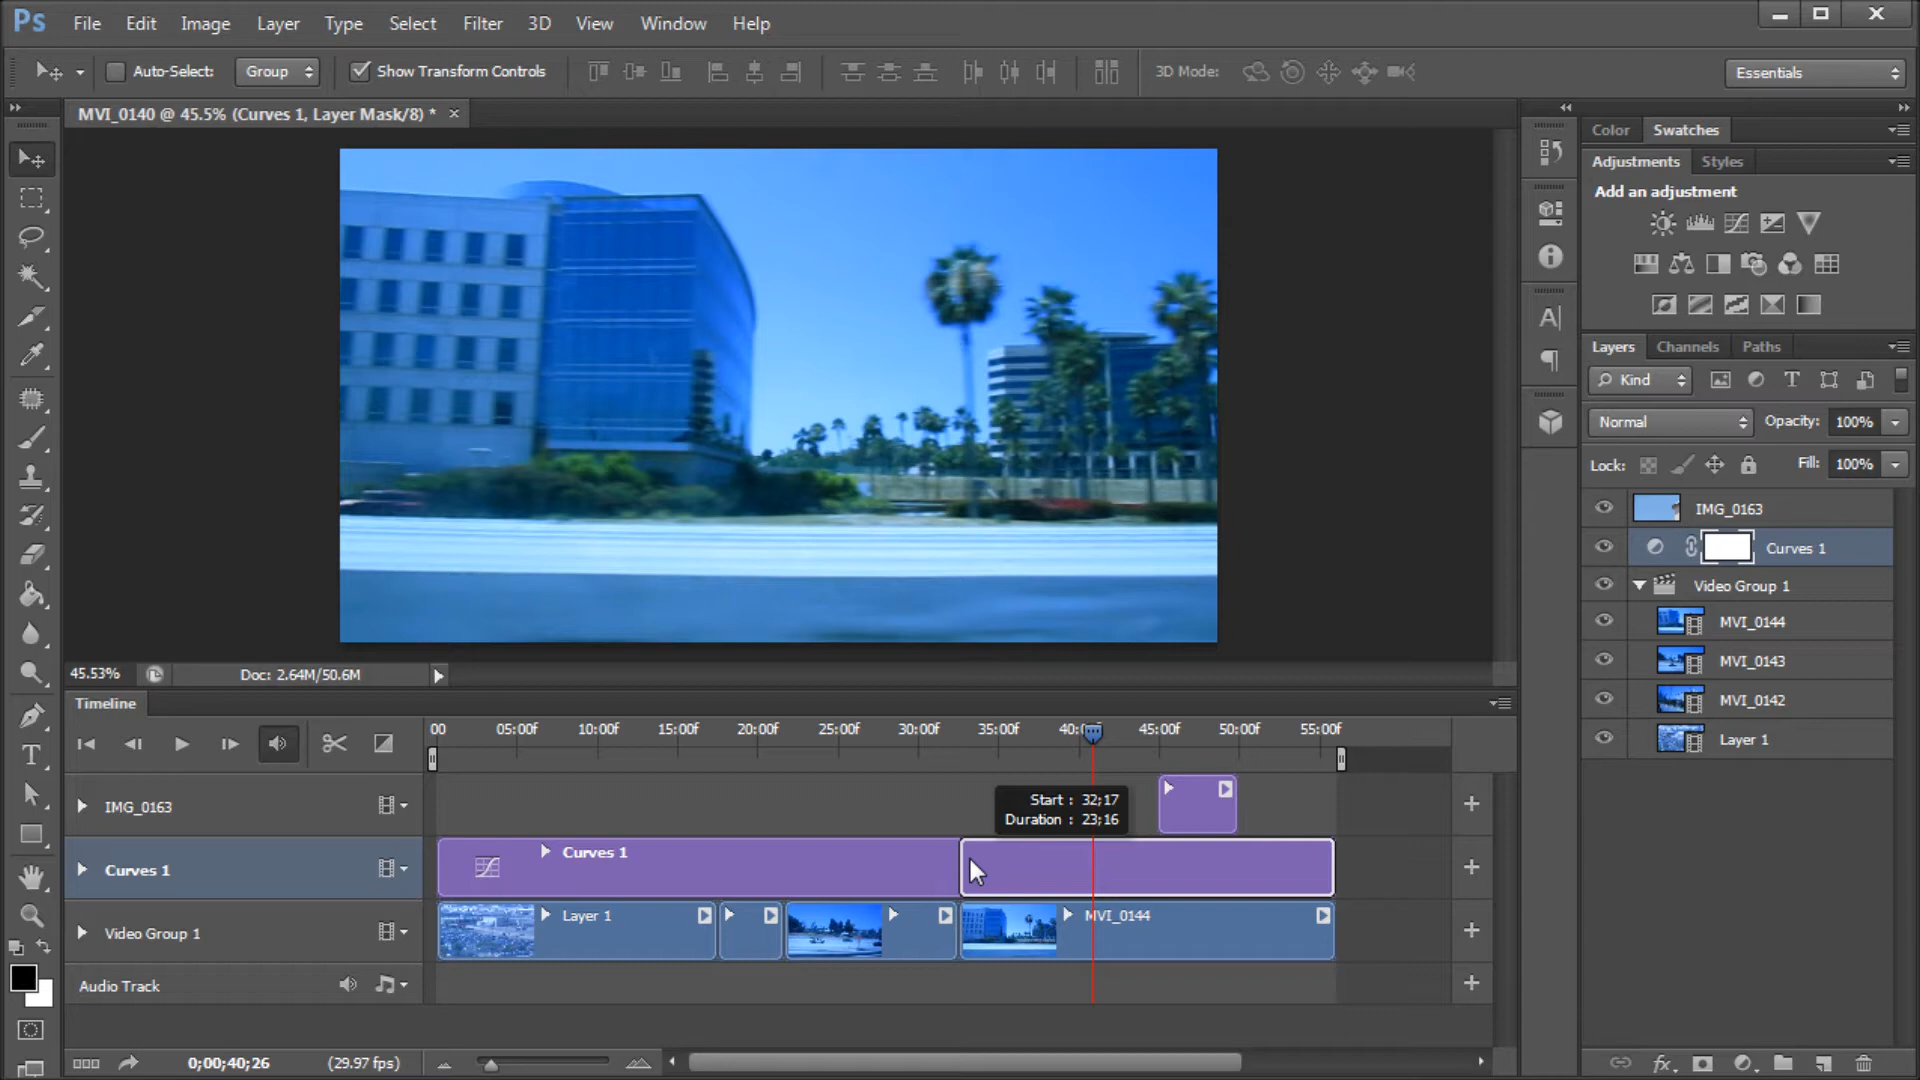 Ps File Edit Image Layer Type Select Filter 3D View Window Help
Auto-Select: Group Show Transform Controls 3D Mode: Essentials
MVI_0140 @ 45.5% (Curves 1, Layer Mask/8) * ×
Color Swatches
Adjustments Styles
Add an adjustment
Layers Channels Paths
Kind
Normal Opacity: 100%
Lock: Fill: 100%
IMG_0163
Curves 1
Video Group 1
MVI_0144
MVI_0143
MVI_0142
Layer 1
45.53% Doc: 2.64M/50.6M
Timeline
00 05:00f 10:00f 15:00f 20:00f 25:00f 30:00f 35:00f 45:00f 50:00f 55:00f
IMG_0163
Start : 32;17
Duration : 23;16
Curves 1 Curves 1
Video Group 1 Layer 1 MVI_0144
Audio Track
0;00;40;26 (29.97 fps)